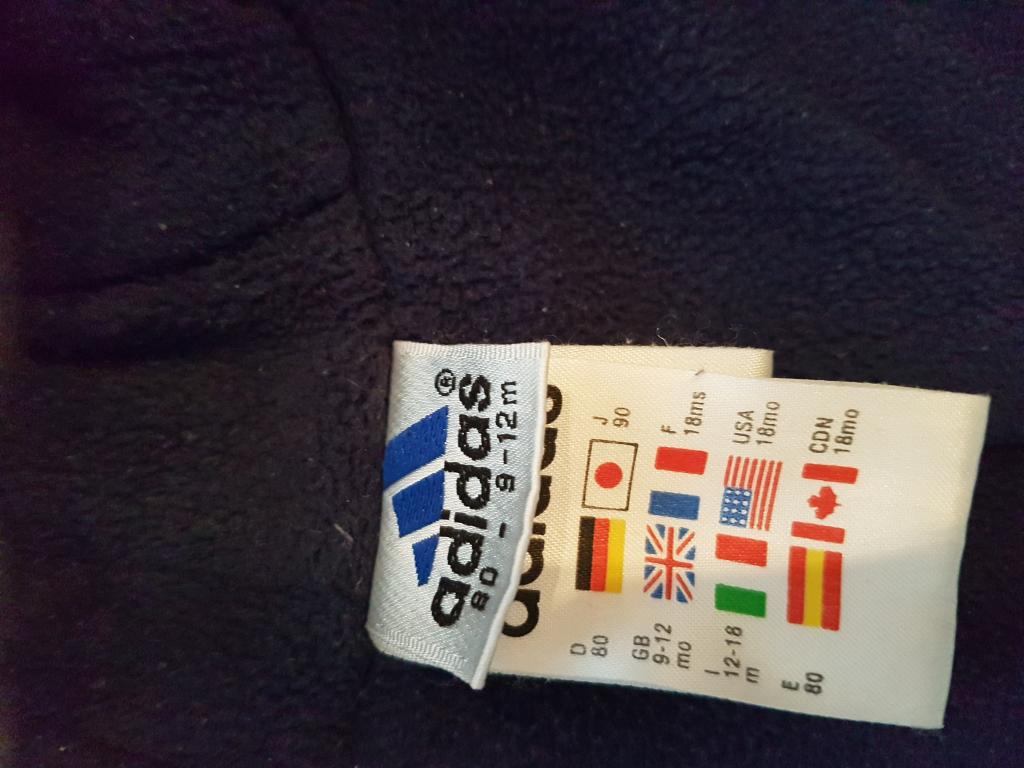 adidas®
80 - 9-12m
adidas
D
80
J
90
GB
9-12
mo
F
18ms
I
12-18
m
USA
18mo
E
80
CDN
18mo